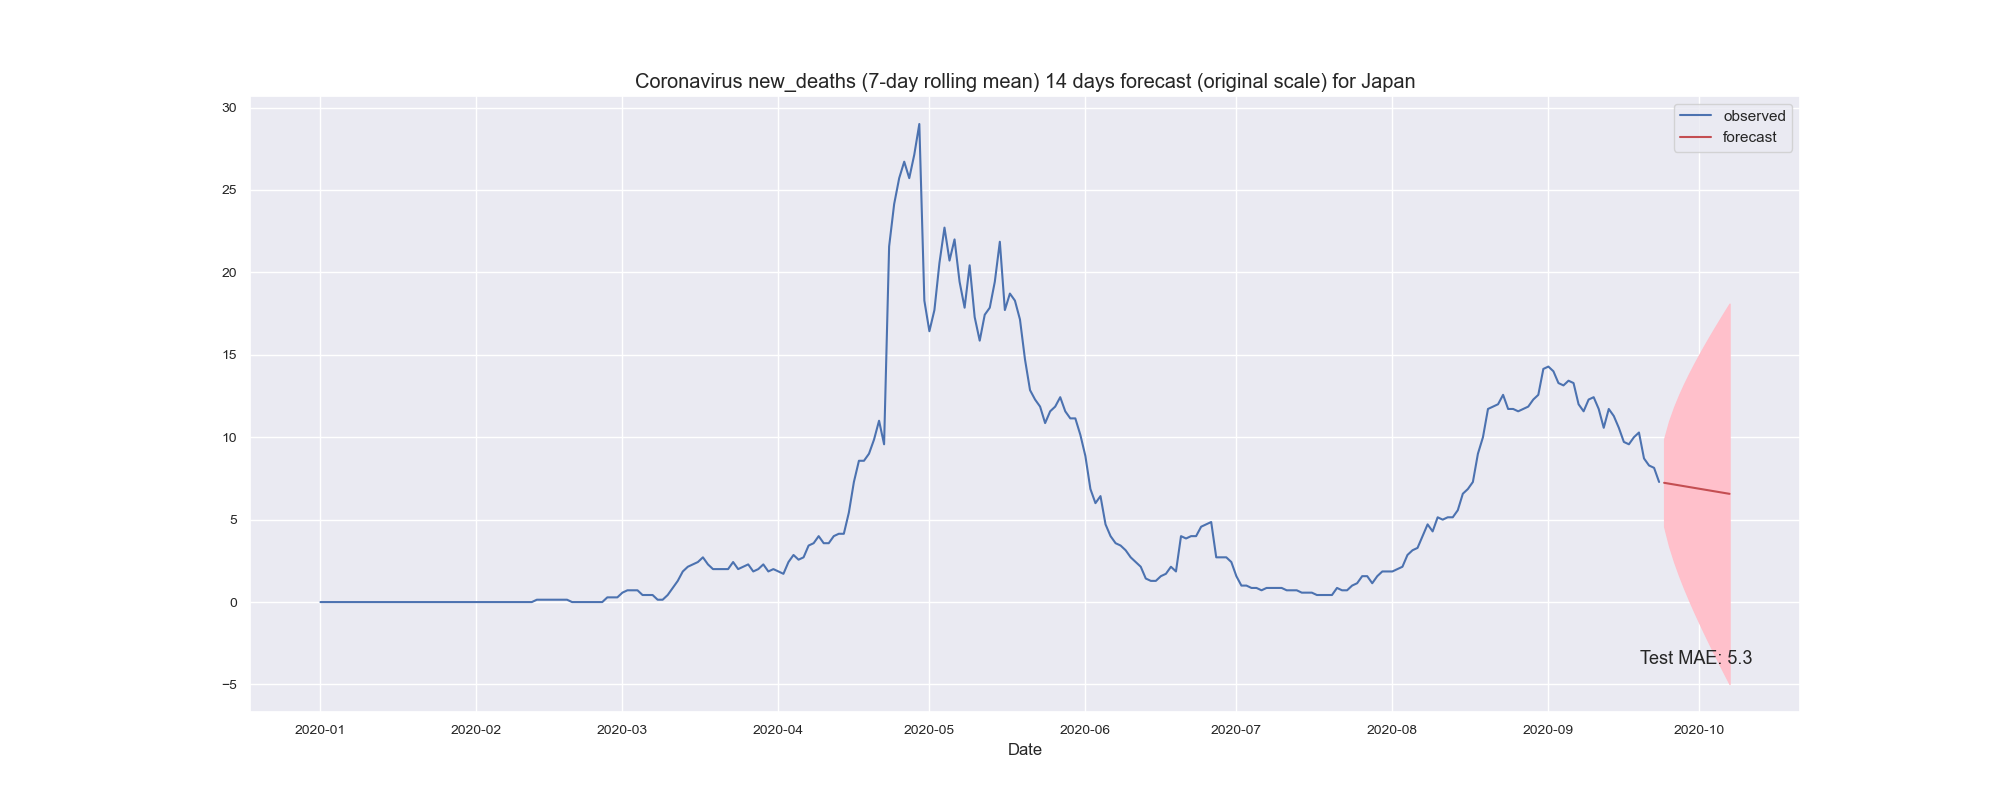 Coronavirus new_deaths (7-day rolling mean) 14 days forecast (original scale) for Japan
30
25
20
15
10
5
0
−5
observed
forecast
Test MAE: 5.3
2020-01 2020-02 2020-03 2020-04 2020-05 2020-06 2020-07 2020-08 2020-09 2020-10
Date